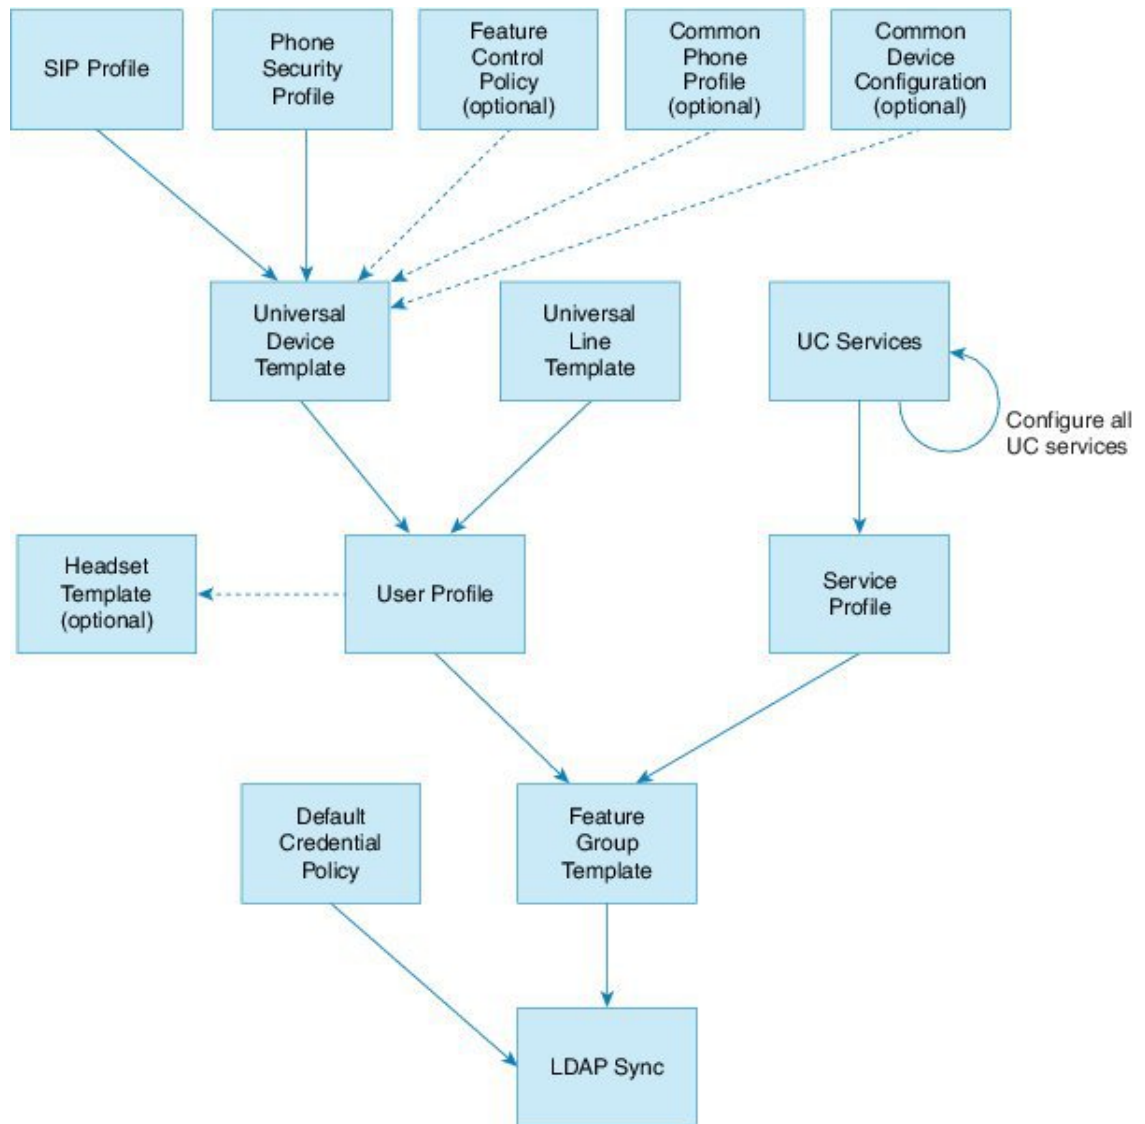 SIP Profile
Phone
Security
Profile
Feature
Control
Policy
(optional)
Common
Phone
Profile
(optional)
Common
Device
Configuration
(optional)
Universal
Device
Template
Universal
Line
Template
UC Services
Configure all
UC services
Headset
Template
(optional)
User Profile
Service
Profile
Default
Credential
Policy
Feature
Group
Template
LDAP Sync